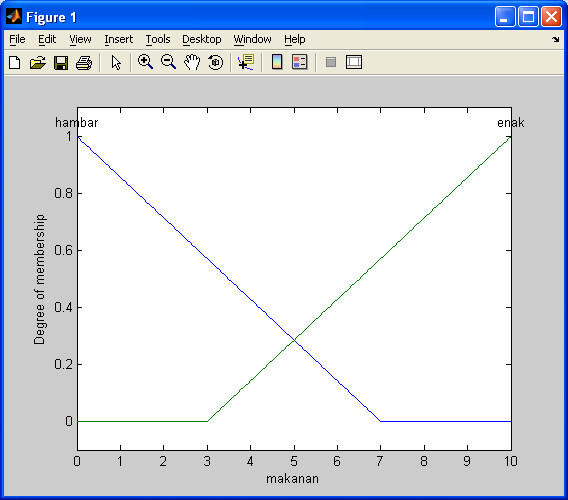 Figure 1
File Edit View Insert Tools Desktop Window Help
hambar enak
1
0.8
0.6
0.4
0.2
0
Degree of membership
0 1 2 3 4 5 6 7 8 9 10
makanan